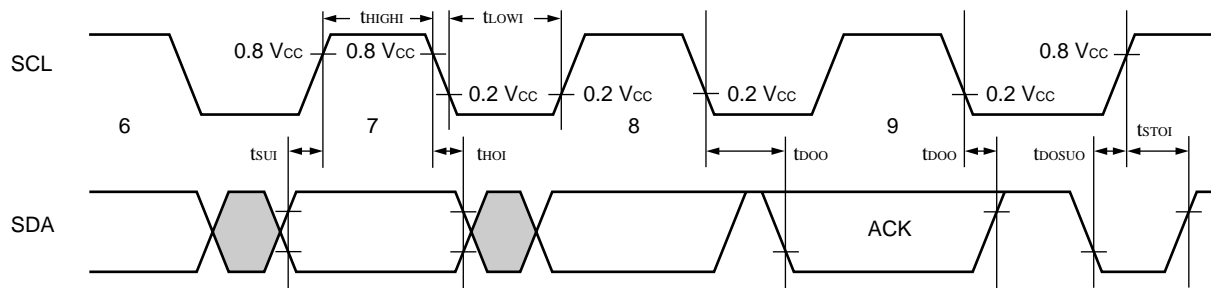 tHIGHI tLOWI
SCL 0.8 VCC 0.8 VCC 0.8 VCC
0.2 VCC 0.2 VCC 0.2 VCC 0.2 VCC
6 7 8 9
tSUI tHOI tDOO tDOO tDOSUO tSTOI
SDA ACK